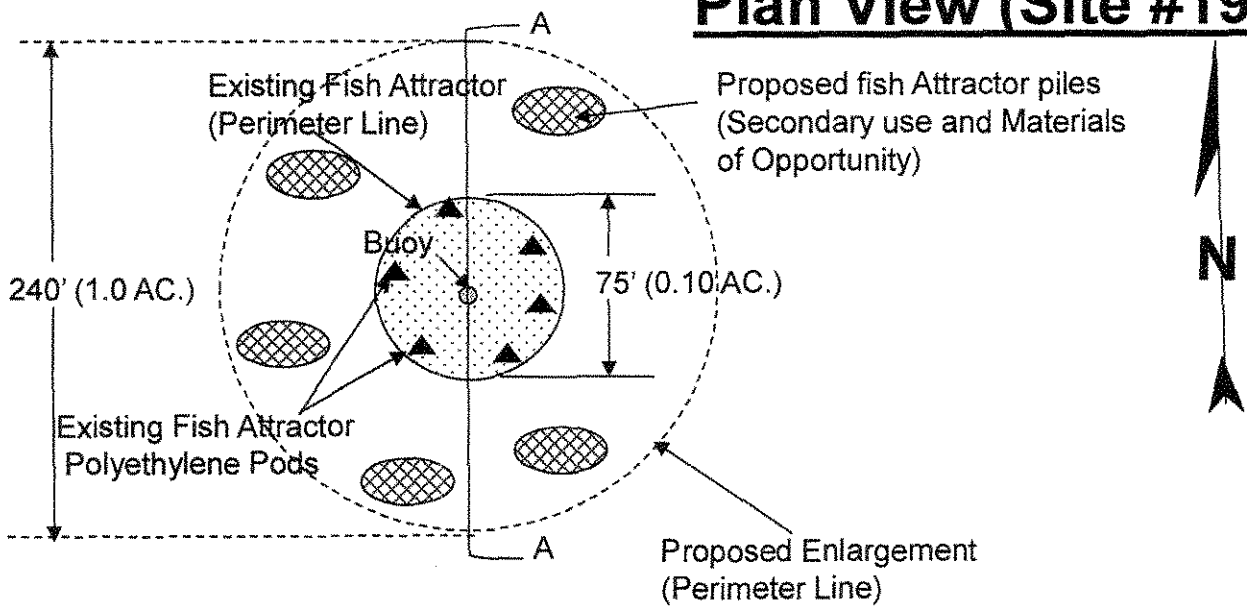 Plan View (Site #19
A
Existing Fish Attractor
(Perimeter Line)
Proposed fish Attractor piles
(Secondary use and Materials
of Opportunity)
Buoy
N
240' (1.0 AC.)
75' (0.10 AC.)
Existing Fish Attractor
Polyethylene Pods
A
Proposed Enlargement
(Perimeter Line)